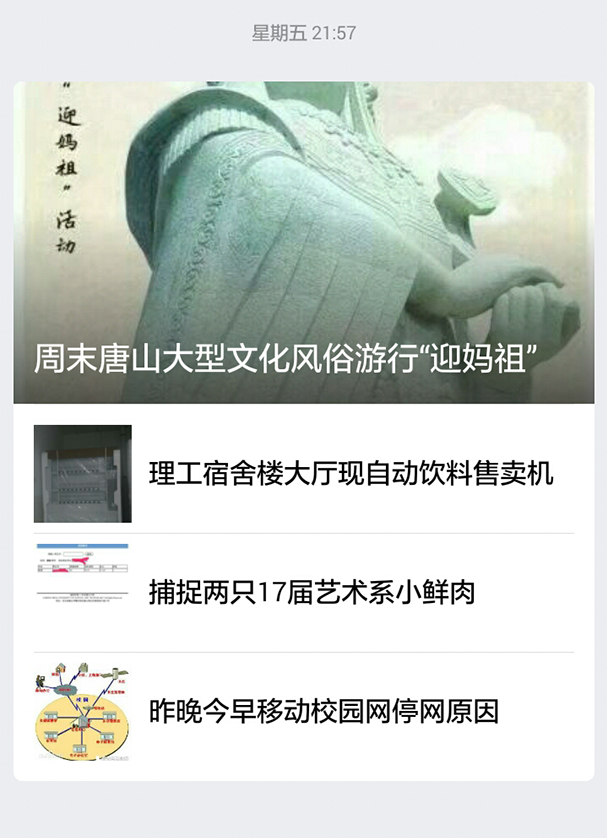 星期五 21:57
”迎妈祖”活动
周末唐山大型文化风俗游行“迎妈祖”
理工宿舍楼大厅现自动饮料售卖机
捕捉两只17届艺术系小鲜肉
昨晚今早移动校园网停网原因